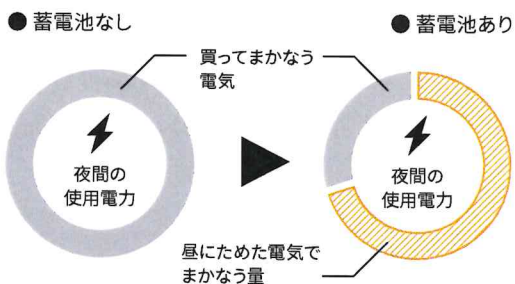 ● 蓄電池なし
● 蓄電池あり
買ってまかなう
電気
夜間の
使用電力
夜間の
使用電力
昼にためた電気で
まかなう量